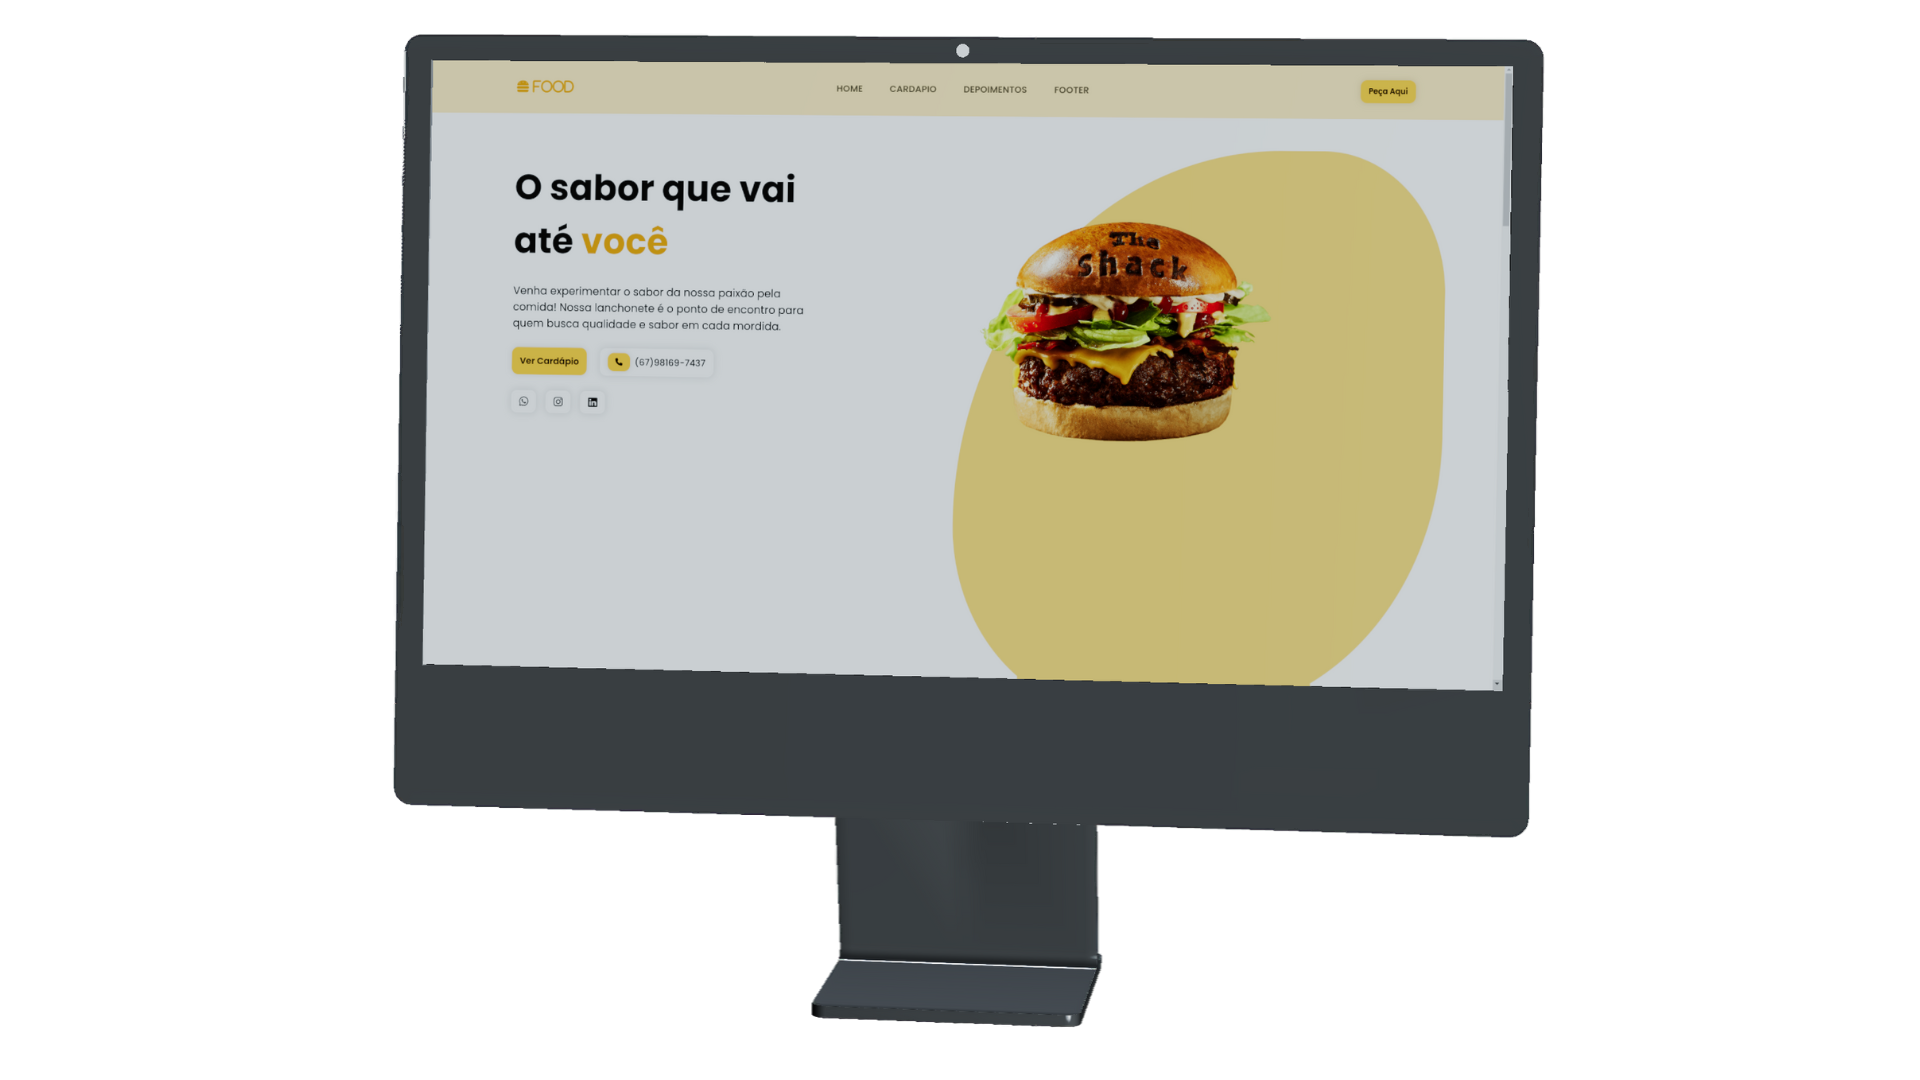 FOOD
HOME CARDAPIO DEPOIMENTOS FOOTER
Peça Aqui
O sabor que vai
até você
Venha experimentar o sabor da nossa paixão pela
comida! Nossa lanchonete é o ponto de encontro para
quem busca qualidade e sabor em cada mordida.
Ver Cardápio
(67)98169-7437
in
The
shack